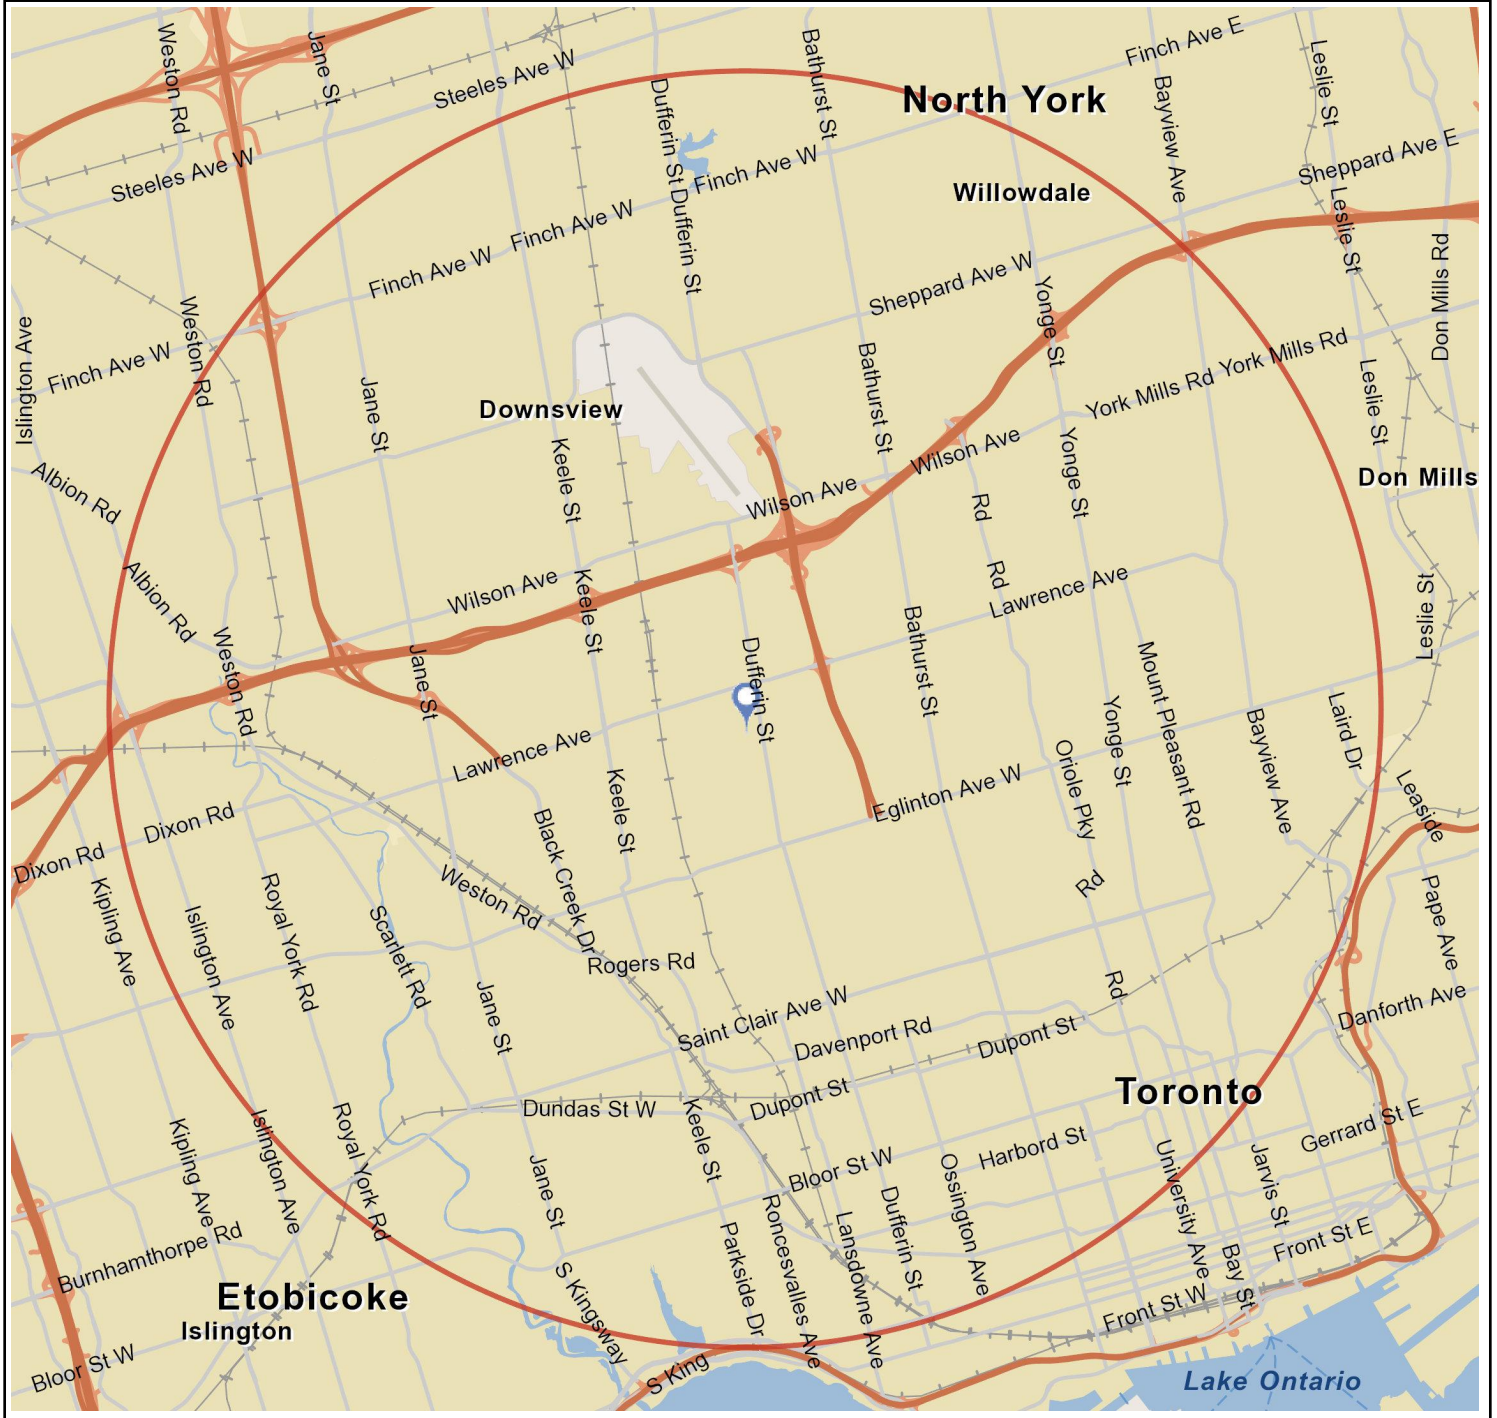 Weston Rd
Jane St
Steeles Ave W
Bathurst St
Finch Ave E
Leslie St
North York
Bayview Ave
Dufferin St
Steeles Ave W
Finch Ave W
Sheppard Ave E
Willowdale
Leslie St
Dufferin St
Finch Ave W
Finch Ave W
Sheppard Ave W
Don Mills Rd
Yonge St
Weston Rd
Islington Ave
Finch Ave W
Bathurst St
York Mills Rd
York Mills Rd
Leslie St
Jane St
Downsview
Keele St
Wilson Ave
Yonge St
Don Mills
Albion Rd
Wilson Ave
Rd
Albion Rd
Wilson Ave
Keele St
Rd
Lawrence Ave
Leslie St
Weston Rd
Jane St
Dufferin St
Bathurst St
Mount Pleasant Rd
Laird Dr
Lawrence Ave
Yonge St
Oriole Pky
Bayview Ave
Eglinton Ave W
Leaside
Dixon Rd
Keele St
Dixon Rd
Black Creek Dr
Kipling Ave
Islington Ave
Royal York Rd
Scarlett Rd
Weston Rd
Rd
Pape Ave
Rogers Rd
Rd
Jane St
Saint Clair Ave W
Davenport Rd
Dupont St
Danforth Ave
Toronto
Dundas St W
Dupont St
Keele St
Gerrard St E
Kipling Ave
Islington Ave
Royal York Rd
Jane St
Bloor St W
Harbord St
Ossington Ave
University Ave
Jarvis St
Burnhamthorpe Rd
Parkside Dr
Roncesvalles Ave
Lansdowne Ave
Dufferin St
Bay St
Front St E
Etobicoke
Islington
S Kingsway
Front St W
Bloor St W
S King
Lake Ontario